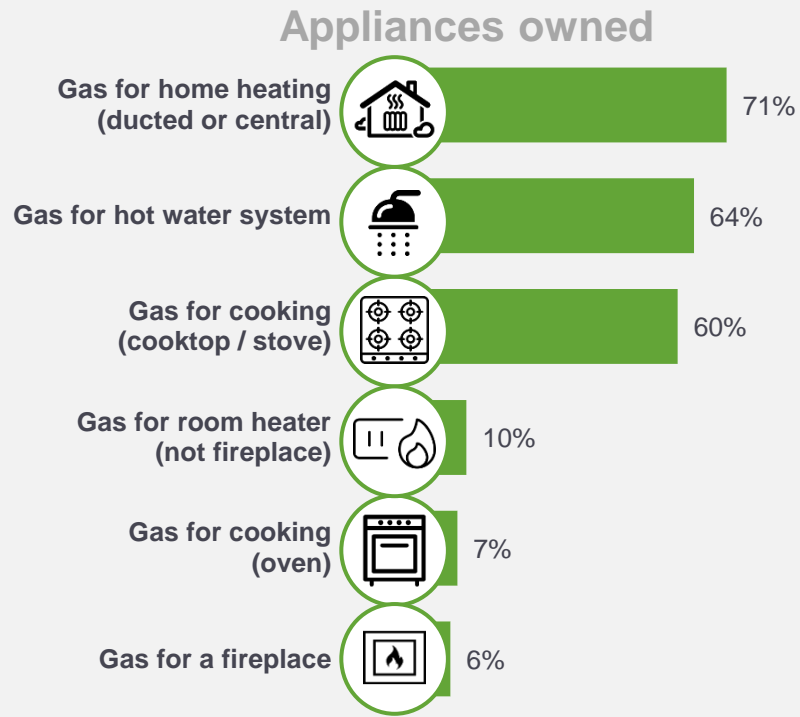 Appliances owned
Gas for home heating
(ducted or central)
71%
Gas for hot water system
64%
Gas for cooking
(cooktop / stove)
60%
Gas for room heater
(not fireplace)
10%
Gas for cooking
(oven)
7%
Gas for a fireplace
6%